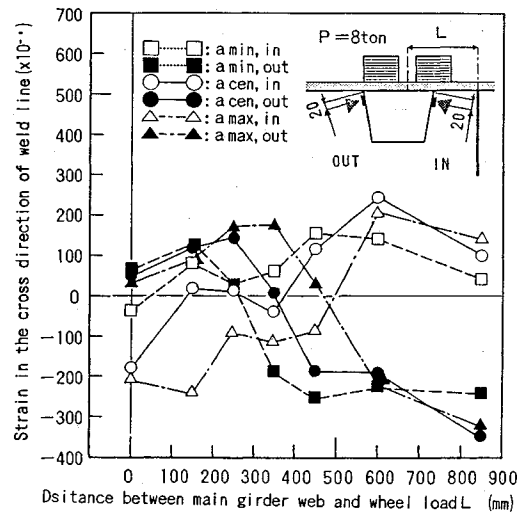 700
600
500
400
300
200
100
0
−100
−200
−300
−400
Strain in the cross direction of weld line (x10⁻⁶)
: a min, in
: a min, out
: a cen, in
: a cen, out
: a max, in
: a max, out
P=8ton
L
20
20
OUT
IN
0 100 200 300 400 500 600 700 800 900
Dsitance between main girder web and wheel load L (mm)